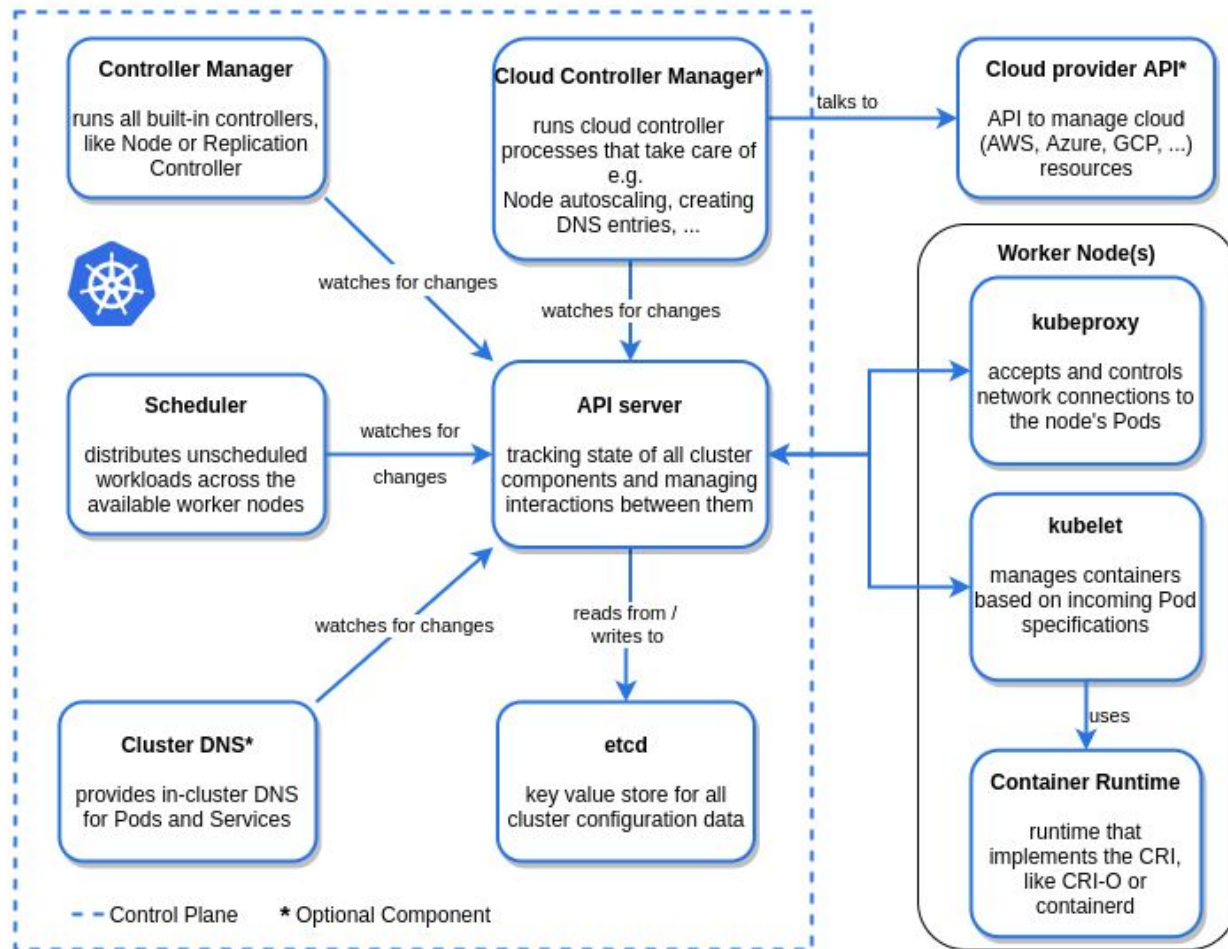 Controller Manager
runs all built-in controllers,
like Node or Replication
Controller
Cloud Controller Manager*
runs cloud controller
processes that take care of
e.g.
Node autoscaling, creating
DNS entries, ...
talks to
Cloud provider API*
API to manage cloud
(AWS, Azure, GCP, ...)
resources
watches for changes
watches for changes
Worker Node(s)
kubeproxy
accepts and controls
network connections to
the node's Pods
Scheduler
distributes unscheduled
workloads across the
available worker nodes
watches for
changes
API server
tracking state of all cluster
components and managing
interactions between them
kubelet
manages containers
based on incoming Pod
specifications
watches for changes
reads from /
writes to
uses
Cluster DNS*
provides in-cluster DNS
for Pods and Services
etcd
key value store for all
cluster configuration data
Container Runtime
runtime that
implements the CRI,
like CRI-O or
containerd
Control Plane
* Optional Component